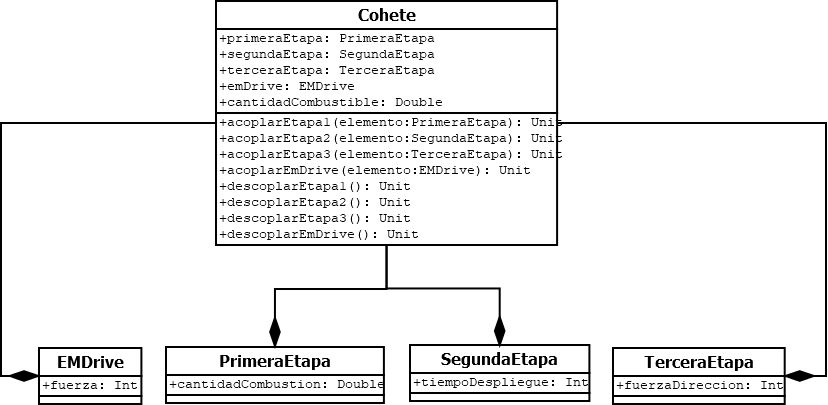 Cohete
+primeraEtapa: PrimeraEtapa
+segundaEtapa: SegundaEtapa
+terceraEtapa: TerceraEtapa
+emDrive: EMDrive
+cantidadCombustible: Double
+acoplarEtapa1(elemento:PrimeraEtapa): Unit
+acoplarEtapa2(elemento:SegundaEtapa): Unit
+acoplarEtapa3(elemento:TerceraEtapa): Unit
+acoplarEmDrive(elemento:EMDrive): Unit
+descoplarEtapa1(): Unit
+descoplarEtapa2(): Unit
+descoplarEtapa3(): Unit
+descoplarEmDrive(): Unit
EMDrive
+fuerza: Int
PrimeraEtapa
+cantidadCombustion: Double
SegundaEtapa
+tiempoDespliegue: Int
TerceraEtapa
+fuerzaDireccion: Int